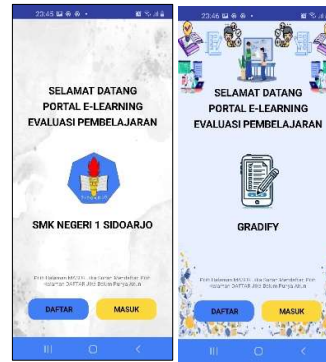 23:45
SELAMAT DATANG
PORTAL E-LEARNING
EVALUASI PEMBELAJARAN
SMK NEGERI 1 SIDOARJO
DAFTAR MASUK
23:46
SELAMAT DATANG
PORTAL E-LEARNING
EVALUASI PEMBELAJARAN
GRADIFY
DAFTAR MASUK